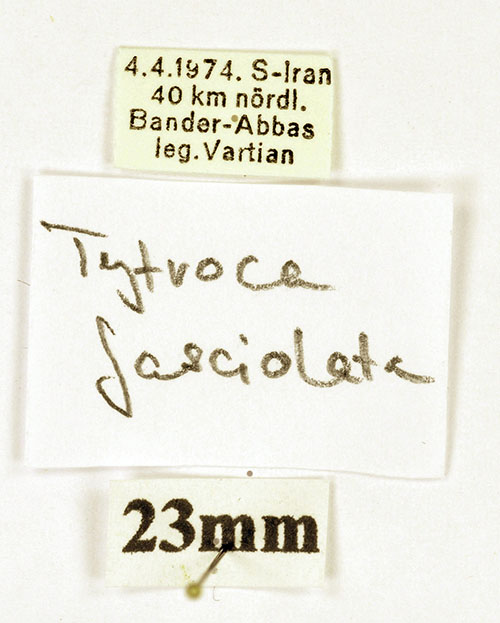 4.4.1974. S-Iran
40 km nördl.
Bander-Abbas
leg. Vartian
Tytroca
fasciolata
23mm